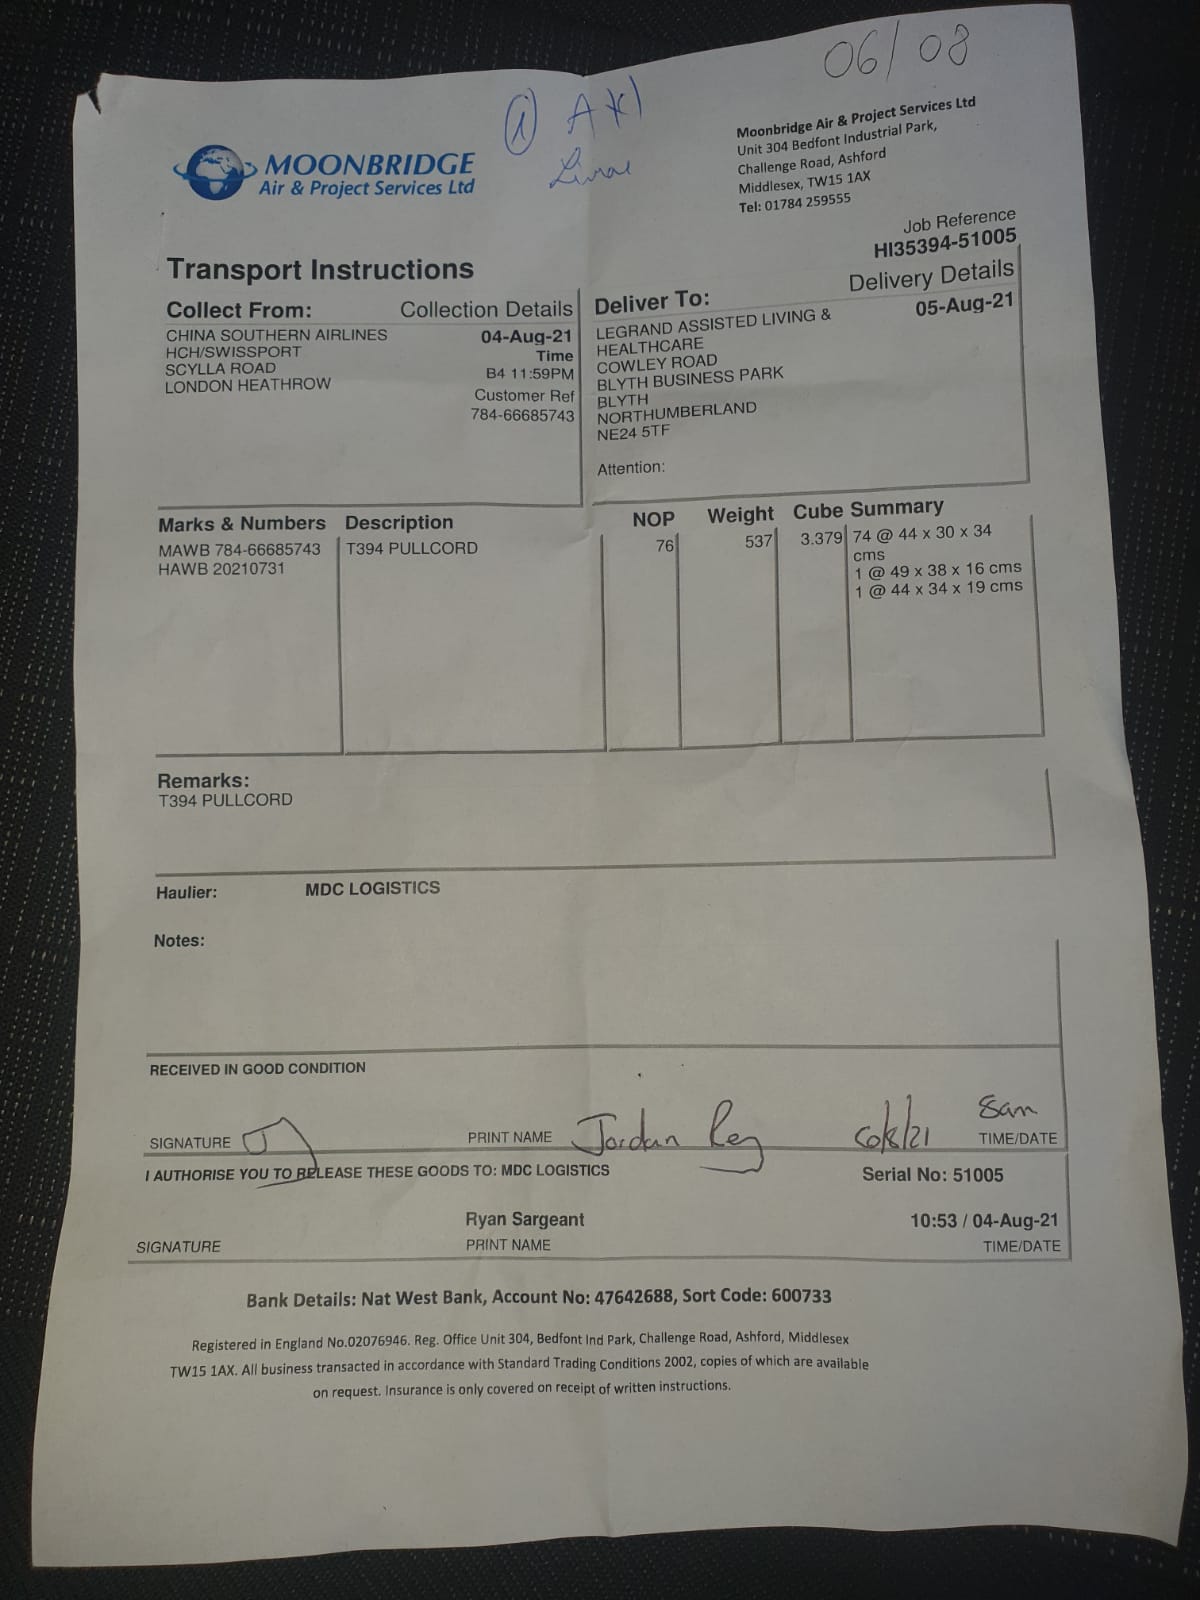 06/08
MOONBRIDGE
Air & Project Services Ltd
Moonbridge Air & Project Services Ltd
Unit 304 Bedfont Industrial Park,
Challenge Road, Ashford
Middlesex, TW15 1AX
Tel: 01784 259555
Job Reference
HI35394-51005
Transport Instructions
Collect From: Collection Details
CHINA SOUTHERN AIRLINES 04-Aug-21
HCH/SWISSPORT Time
SCYLLA ROAD B4 11:59PM
LONDON HEATHROW
Customer Ref
784-66685743
Deliver To: Delivery Details
LEGRAND ASSISTED LIVING & 05-Aug-21
HEALTHCARE
COWLEY ROAD
BLYTH BUSINESS PARK
BLYTH
NORTHUMBERLAND
NE24 5TF
Attention:
Marks & Numbers Description NOP Weight Cube Summary
MAWB 784-66685743 T394 PULLCORD 76 537 3.379 74 @ 44 x 30 x 34
cms
HAWB 20210731 1 @ 49 x 38 x 16 cms
1 @ 44 x 34 x 19 cms
Remarks:
T394 PULLCORD
Haulier: MDC LOGISTICS
Notes:
RECEIVED IN GOOD CONDITION
SIGNATURE PRINT NAME Jordan 8am
TIME/DATE
I AUTHORISE YOU TO RELEASE THESE GOODS TO: MDC LOGISTICS Serial No: 51005
Ryan Sargeant 10:53 / 04-Aug-21
SIGNATURE PRINT NAME TIME/DATE
Bank Details: Nat West Bank, Account No: 47642688, Sort Code: 600733
Registered in England No.02076946. Reg. Office Unit 304, Bedfont Ind Park, Challenge Road, Ashford, Middlesex
TW15 1AX. All business transacted in accordance with Standard Trading Conditions 2002, copies of which are available
on request. Insurance is only covered on receipt of written instructions.